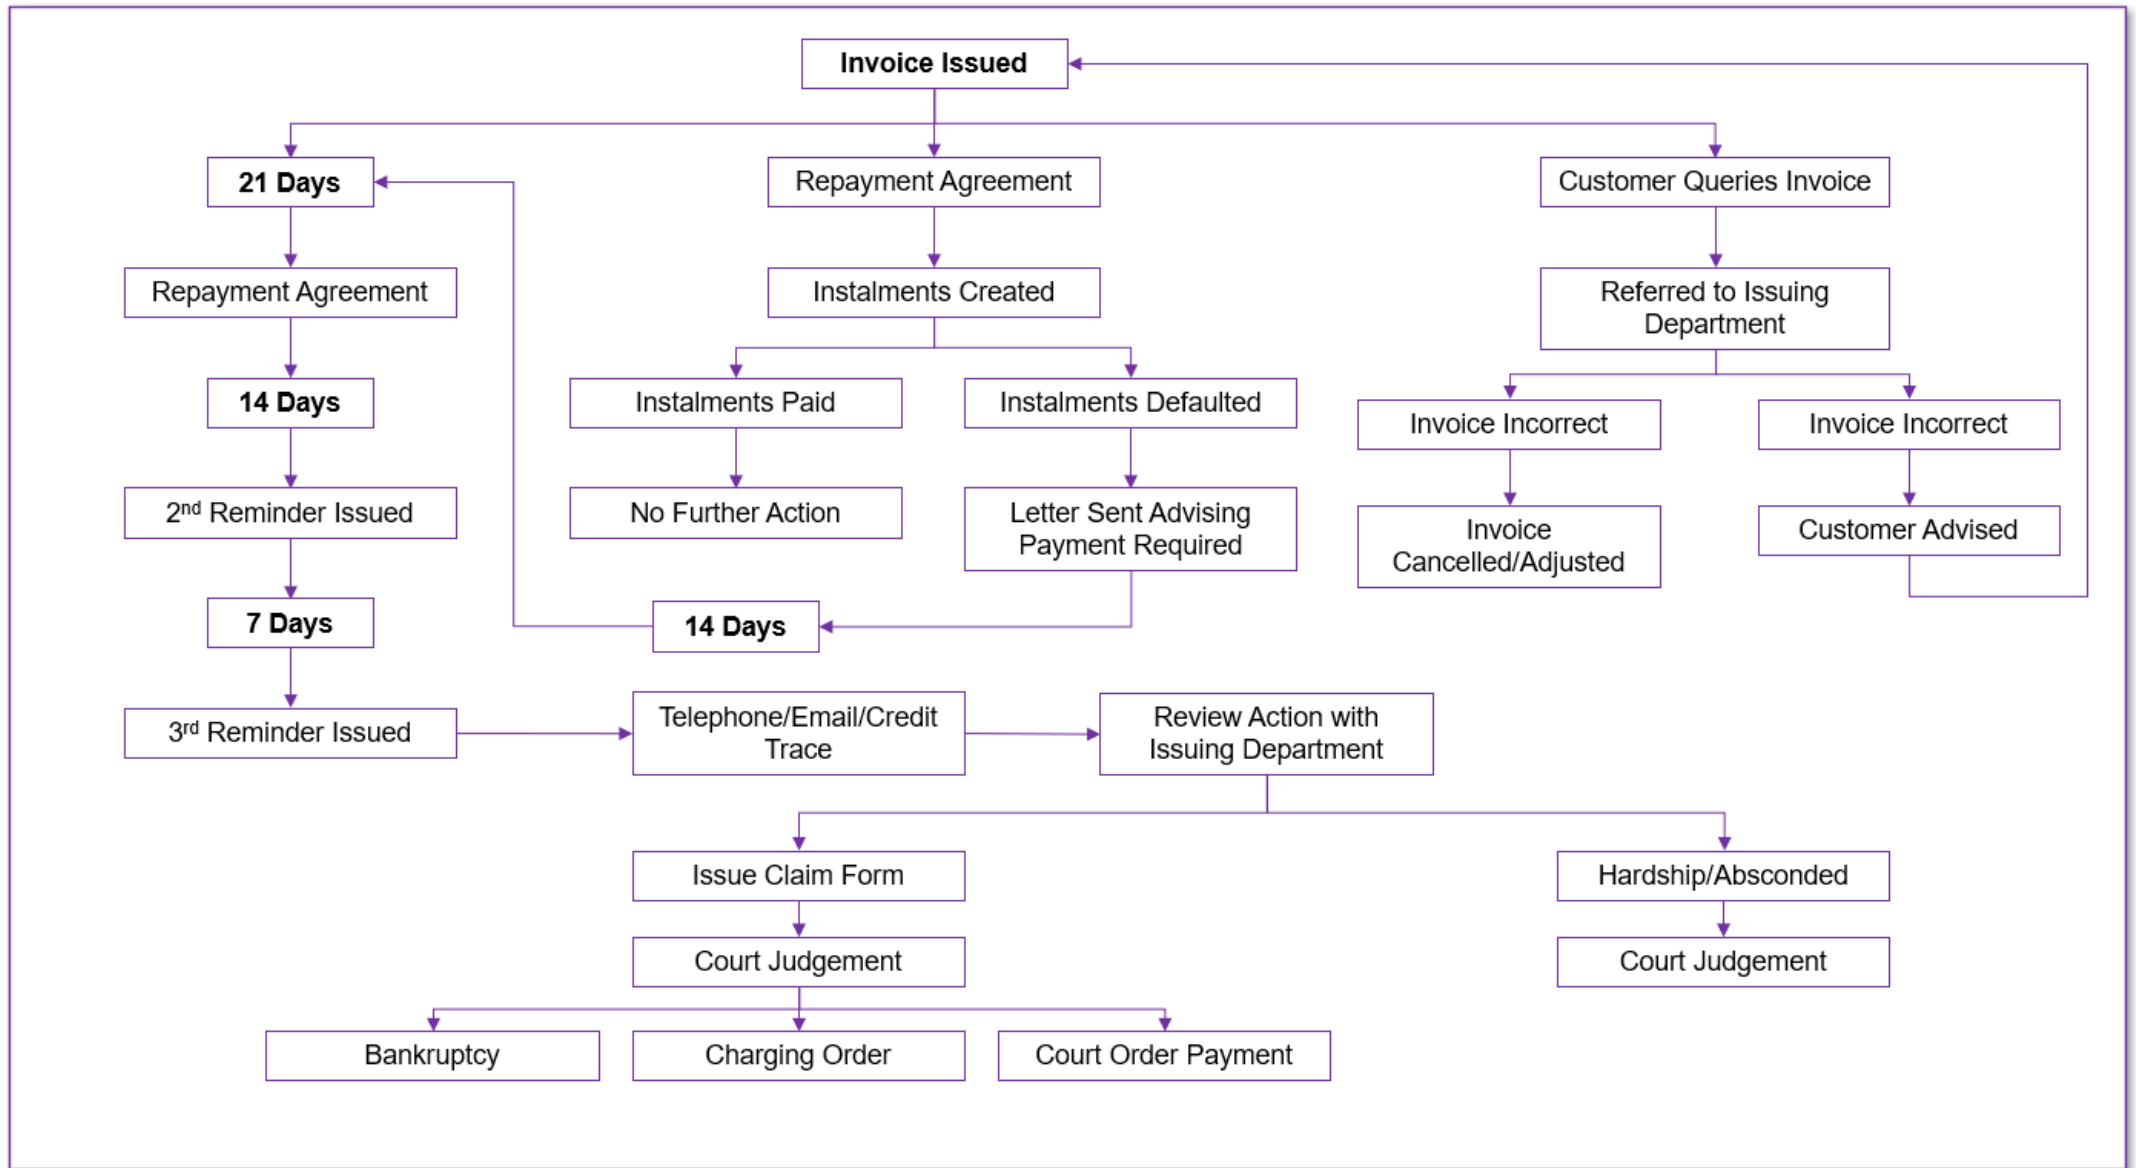 Invoice Issued
21 Days
Repayment Agreement
Customer Queries Invoice
Repayment Agreement
Instalments Created
Referred to Issuing
Department
14 Days
Instalments Paid
Instalments Defaulted
Invoice Incorrect
Invoice Incorrect
2nd Reminder Issued
No Further Action
Letter Sent Advising
Payment Required
Invoice
Cancelled/Adjusted
Customer Advised
7 Days
14 Days
3rd Reminder Issued
Telephone/Email/Credit
Trace
Review Action with
Issuing Department
Issue Claim Form
Hardship/Absconded
Court Judgement
Court Judgement
Bankruptcy
Charging Order
Court Order Payment